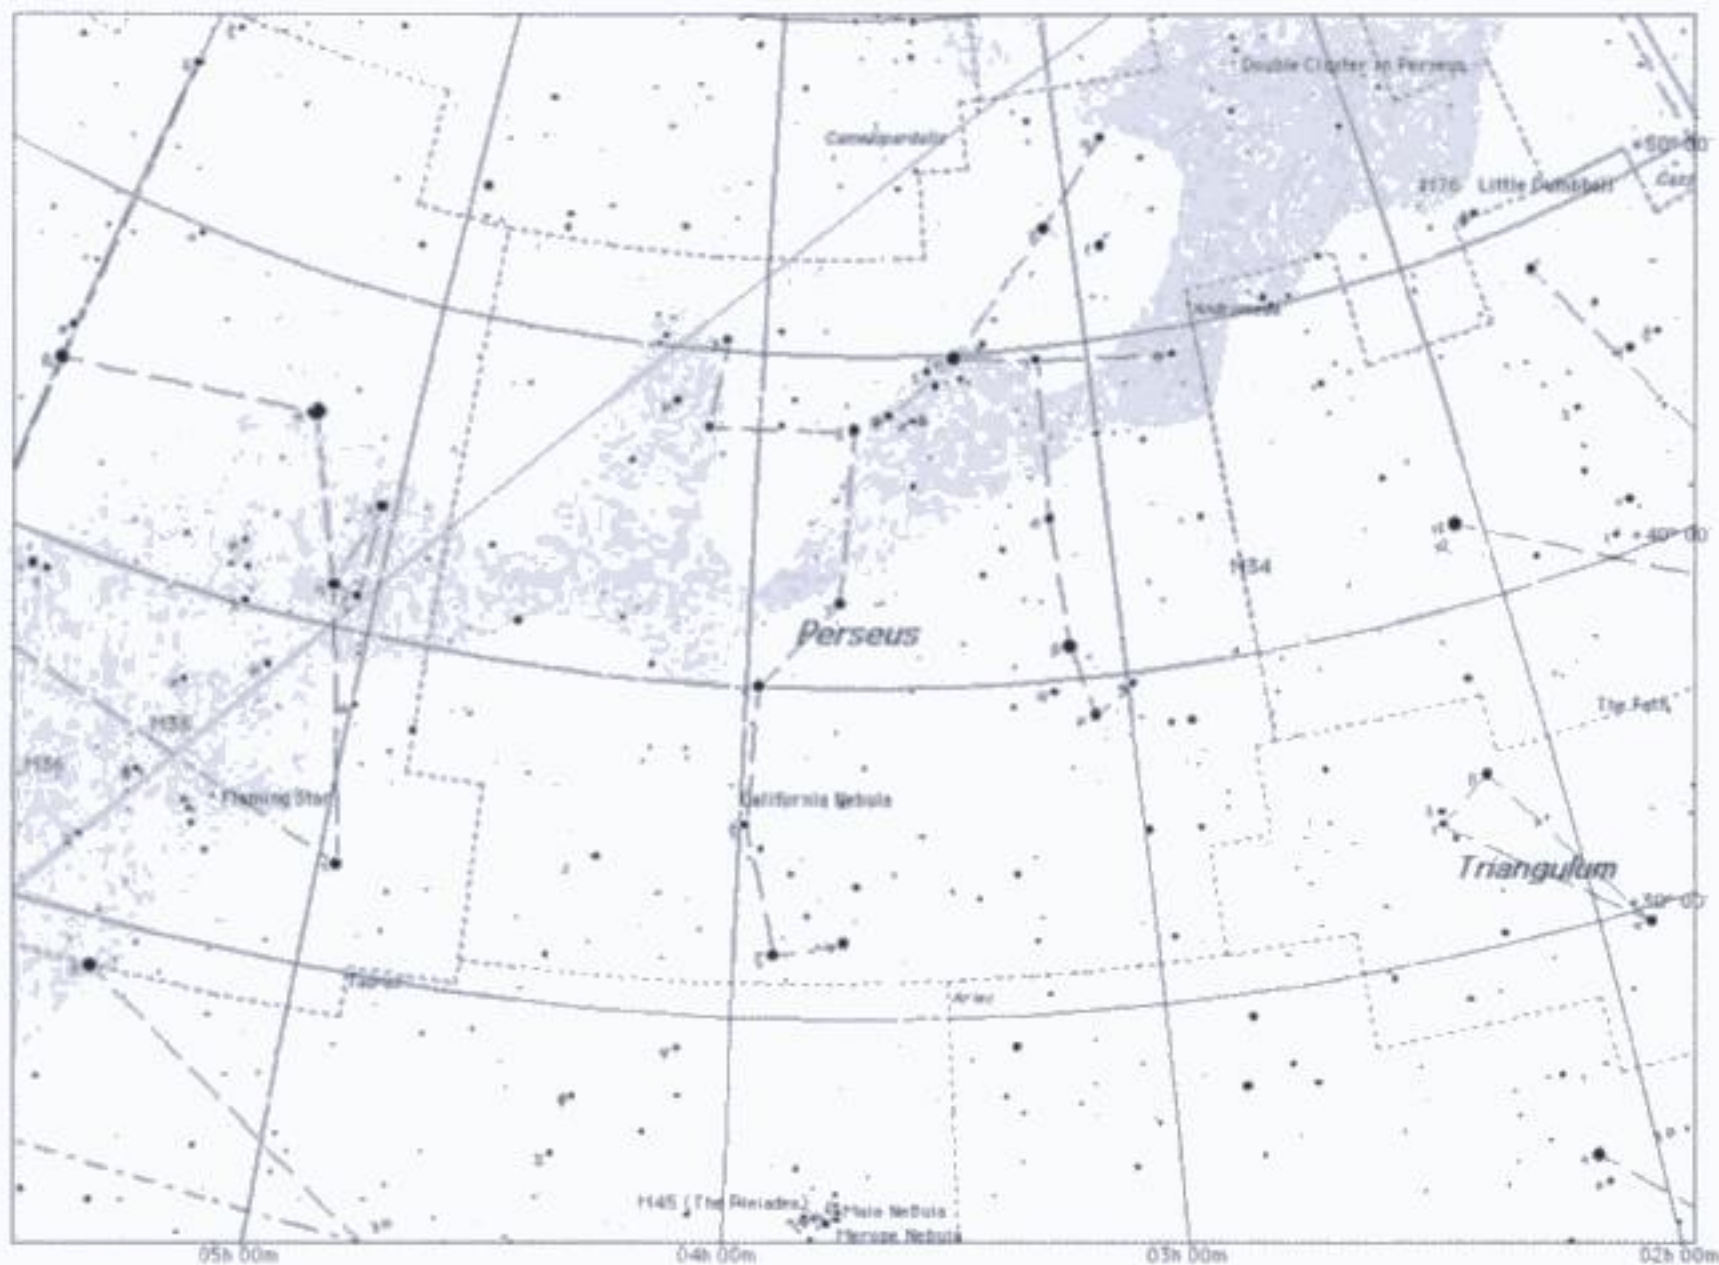 Double Cluster in Perseus
Camelopardalis
50° 00'
M76 Little Dumbbell
Cass
Andromeda
40° 00'
M34
Perseus
The Path
M38
M36
Flaming Star
California Nebula
Triangulum
30° 00'
Taurus
Aries
M45 (The Pleiades)
Maia Nebula
Merope Nebula
05h 00m
04h 00m
03h 00m
02h 00m